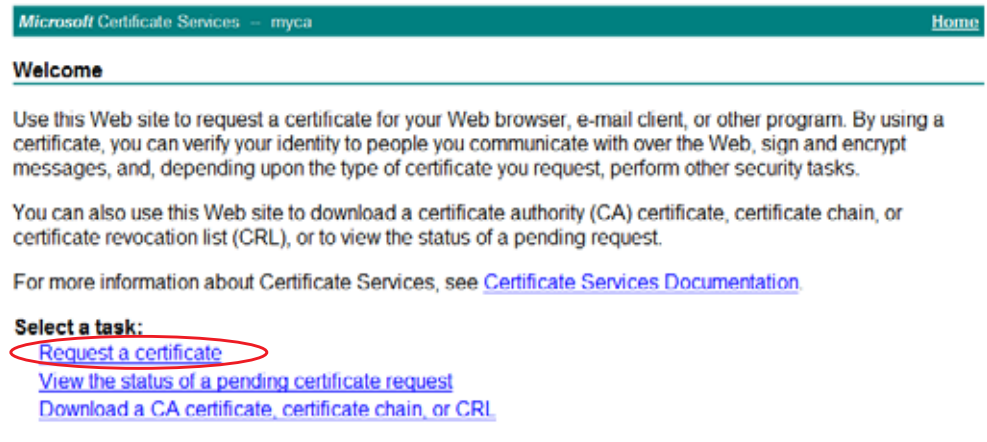 Microsoft Certificate Services – myca Home
Welcome
Use this Web site to request a certificate for your Web browser, e-mail client, or other program. By using a
certificate, you can verify your identity to people you communicate with over the Web, sign and encrypt
messages, and, depending upon the type of certificate you request, perform other security tasks.
You can also use this Web site to download a certificate authority (CA) certificate, certificate chain, or
certificate revocation list (CRL), or to view the status of a pending request.
For more information about Certificate Services, see Certificate Services Documentation.
Select a task:
Request a certificate
View the status of a pending certificate request
Download a CA certificate, certificate chain, or CRL